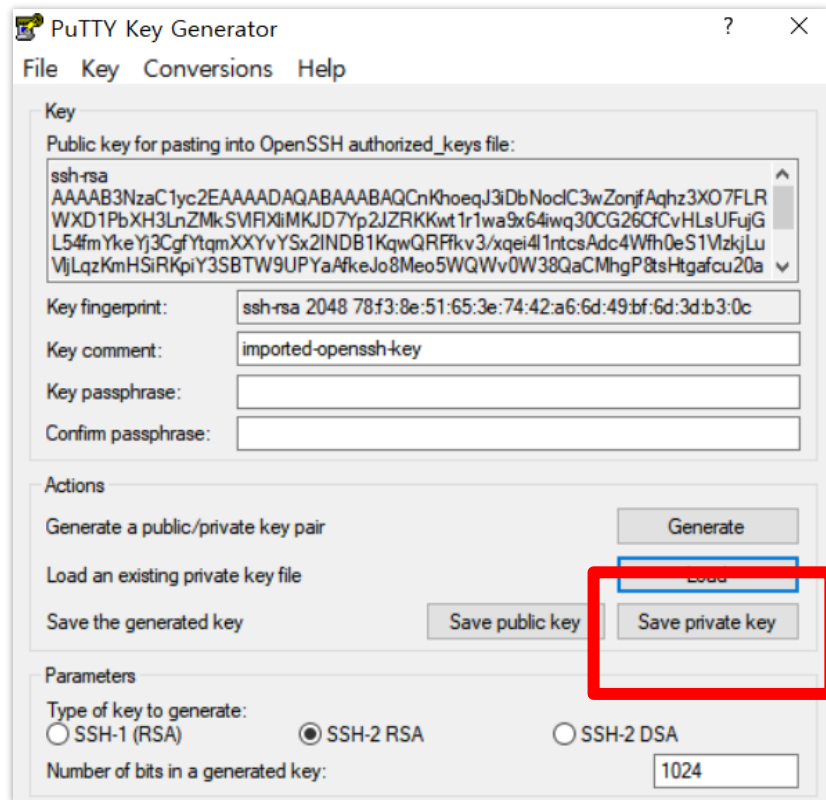 PuTTY Key Generator
File Key Conversions Help
Key
Public key for pasting into OpenSSH authorized_keys file:
ssh-rsa
AAAAB3NzaC1yc2EAAAADAQABAAABAQCnKhoeqJ3iDbNoclC3wZonjfAqhz3XO7FLR
WXD1PbXH3LnZMkSVlFlXliMKJD7Yp2JZRKKwt1r1wa9x64iwq30CG26CfCvHLsUFujG
L54fmYkeYj3CgfYtqmXXYvYSx2INDB1KqwQRFfkv3/xqei4l1ntcsAdc4Wfh0eS1VlzkjLu
VljLqzKmHSiRKpiY3SBTW9UPYaAfkeJo8Meo5WQWv0W38QaCMhgP8tsHtgafcu20a
Key fingerprint: ssh-rsa 2048 78:f3:8e:51:65:3e:74:42:a6:6d:49:bf:6d:3d:b3:0c
Key comment: imported-openssh-key
Key passphrase:
Confirm passphrase:
Actions
Generate a public/private key pair Generate
Load an existing private key file Load
Save the generated key Save public key Save private key
Parameters
Type of key to generate:
SSH-1 (RSA) SSH-2 RSA SSH-2 DSA
Number of bits in a generated key: 1024